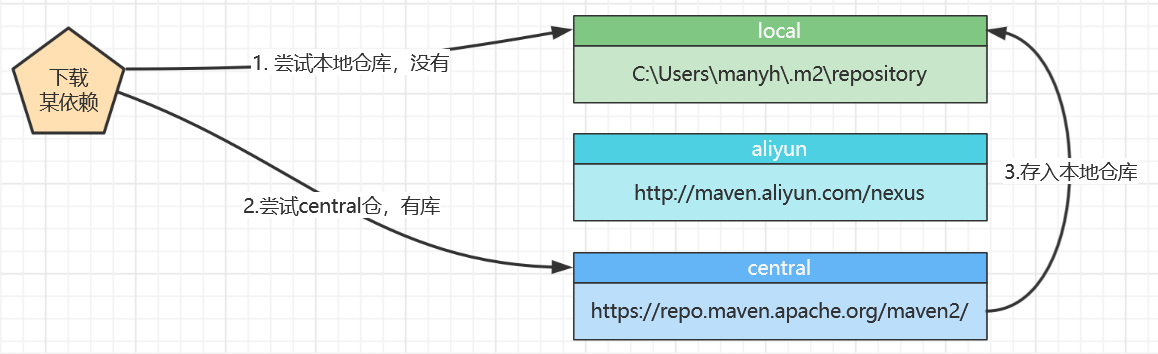 下载
某依赖
1. 尝试本地仓库，没有
2.尝试central仓，有库
local
C:\Users\manyh\.m2\repository
aliyun
http://maven.aliyun.com/nexus
central
https://repo.maven.apache.org/maven2/
3.存入本地仓库